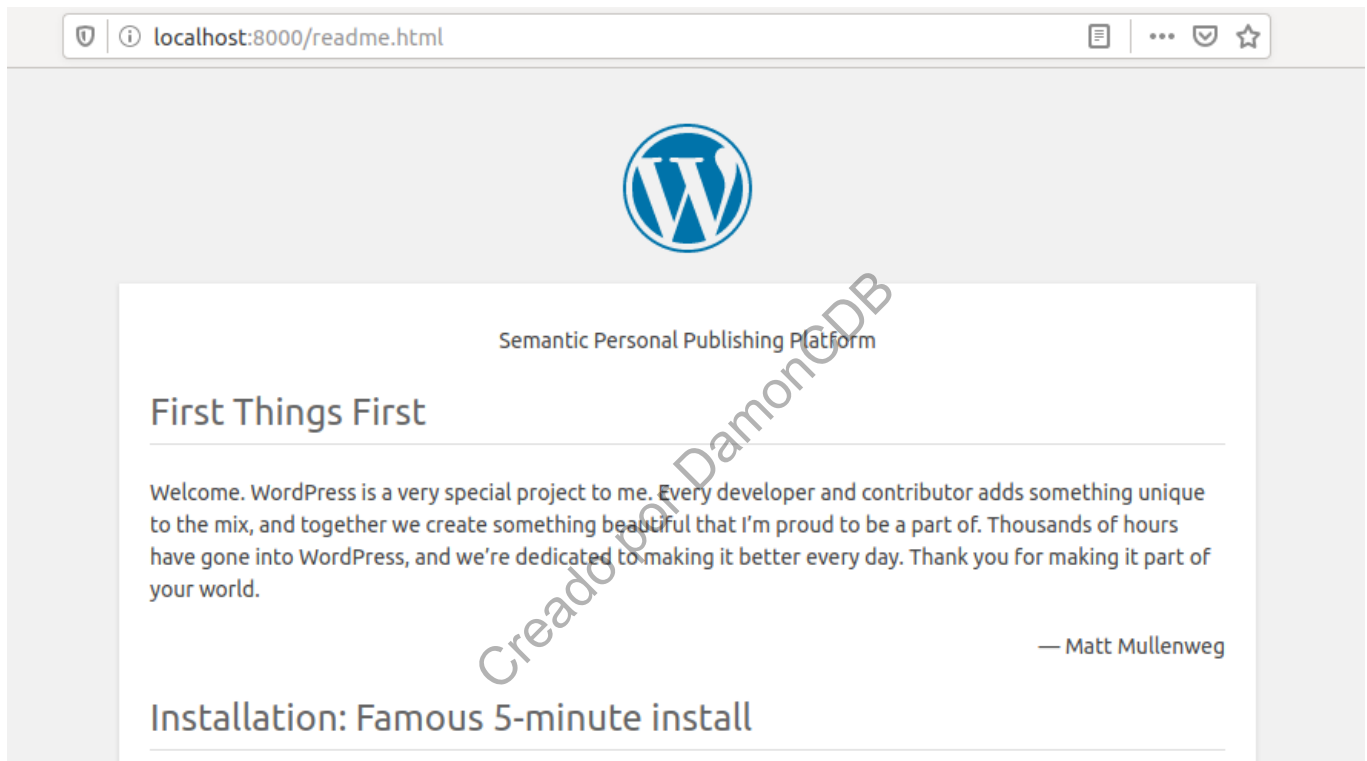 localhost:8000/readme.html
W
Semantic Personal Publishing Platform
First Things First
Welcome. WordPress is a very special project to me. Every developer and contributor adds something unique
to the mix, and together we create something beautiful that I’m proud to be a part of. Thousands of hours
have gone into WordPress, and we’re dedicated to making it better every day. Thank you for making it part of
your world.
— Matt Mullenweg
Installation: Famous 5-minute install
Creado por DamonCDB